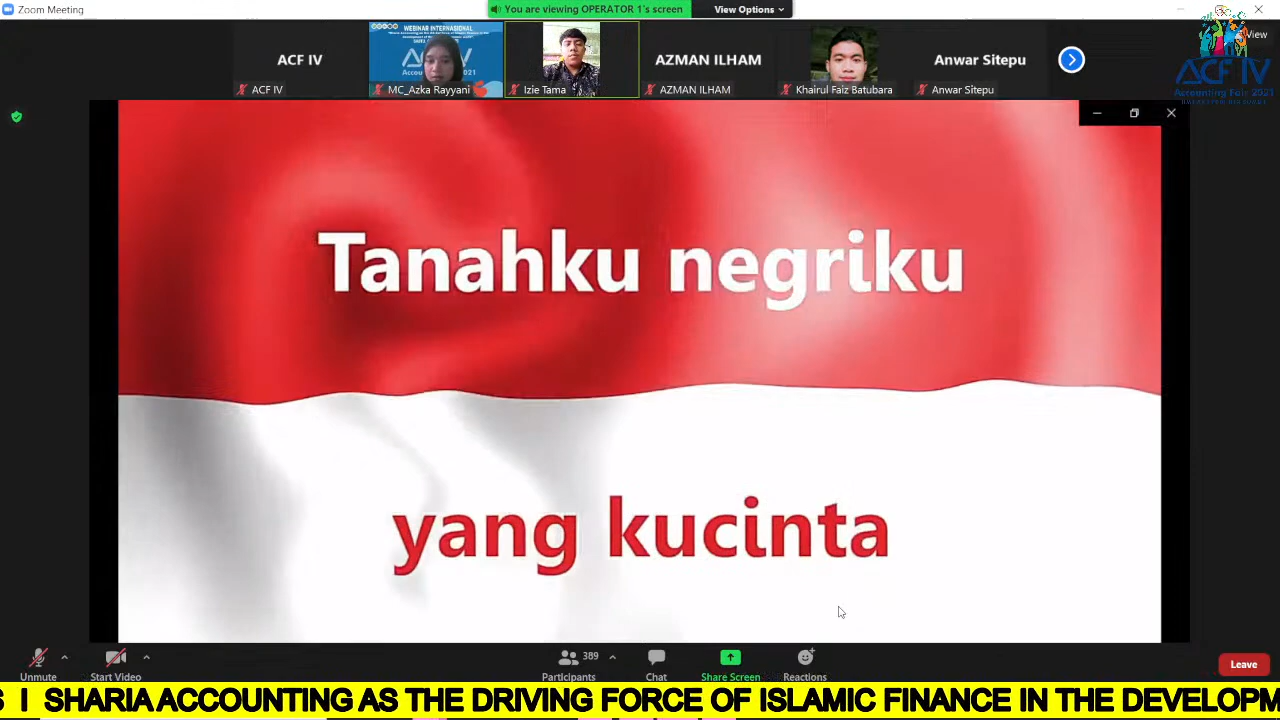 Zoom Meeting
You are viewing OPERATOR 1's screen
View Options
View
ACF IV
ACF IV
WEBINAR INTERNASIONAL
MC_Azka Rayyani
Izie Tama
AZMAN ILHAM
AZMAN ILHAM
Khairul Faiz Batubara
Anwar Sitepu
Anwar Sitepu
ACF IV
Accounting Fair 2021
Tanahku negriku
yang kucinta
Unmute
Start Video
389
Participants
Chat
Share Screen
Reactions
Leave
S I SHARIA ACCOUNTING AS THE DRIVING FORCE OF ISLAMIC FINANCE IN THE DEVELOPM